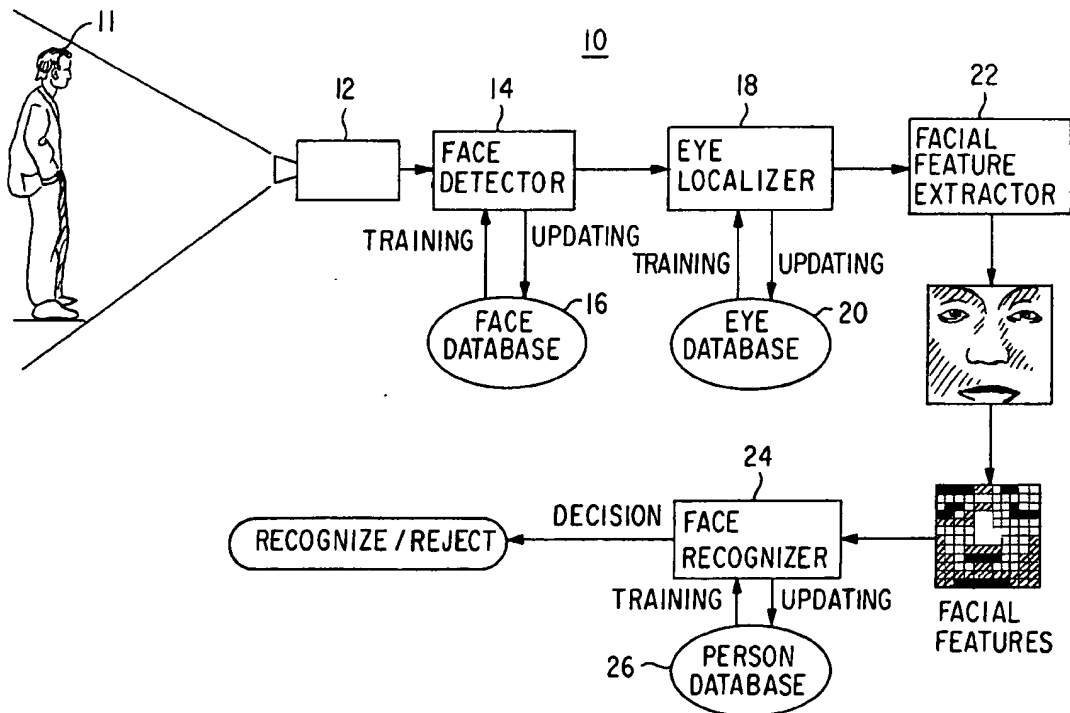 11
10
12
14
18
22
FACE
DETECTOR
EYE
LOCALIZER
FACIAL
FEATURE
EXTRACTOR
TRAINING
UPDATING
TRAINING
UPDATING
FACE
DATABASE
16
EYE
DATABASE
20
24
DECISION
RECOGNIZE/REJECT
FACE
RECOGNIZER
TRAINING
UPDATING
FACIAL
FEATURES
26
PERSON
DATABASE